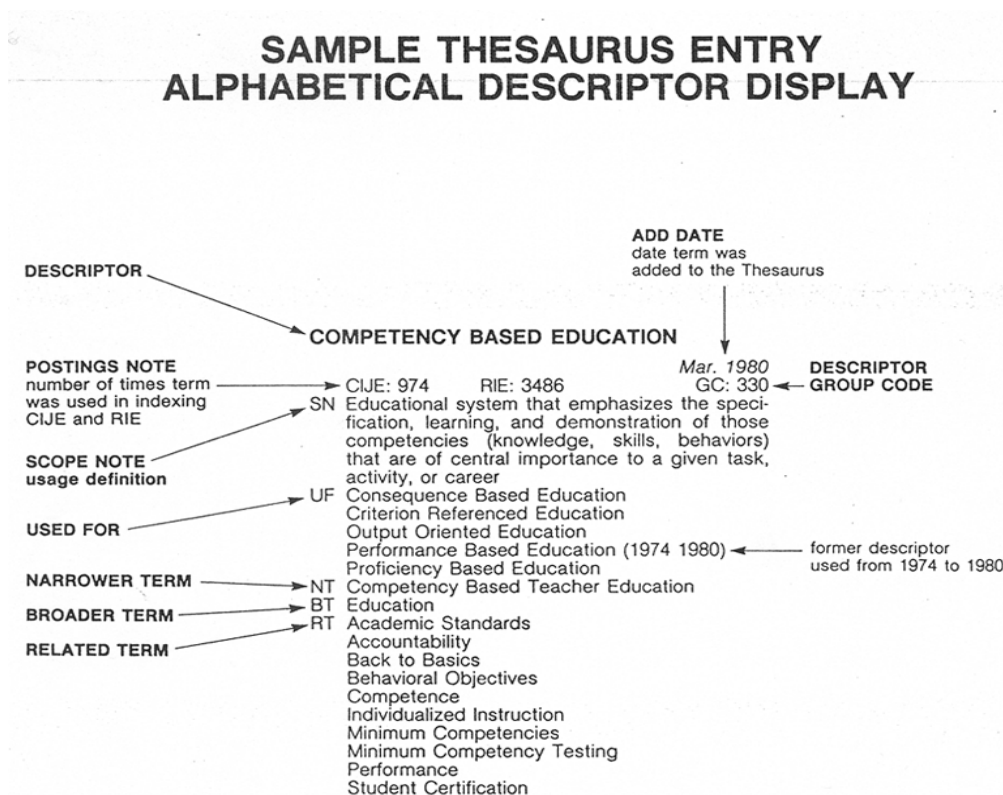 SAMPLE THESAURUS ENTRY
ALPHABETICAL DESCRIPTOR DISPLAY
ADD DATE
date term was
added to the Thesaurus
DESCRIPTOR
COMPETENCY BASED EDUCATION
Mar. 1980
POSTINGS NOTE
number of times term
was used in indexing
CIJE and RIE
CIJE: 974 RIE: 3486 GC: 330
DESCRIPTOR
GROUP CODE
SN Educational system that emphasizes the speci-
fication, learning, and demonstration of those
competencies (knowledge, skills, behaviors)
that are of central importance to a given task,
activity, or career
SCOPE NOTE
usage definition
UF Consequence Based Education
Criterion Referenced Education
Output Oriented Education
Performance Based Education (1974 1980)
Proficiency Based Education
USED FOR
former descriptor
used from 1974 to 1980
NARROWER TERM
NT Competency Based Teacher Education
BROADER TERM
BT Education
RELATED TERM
RT Academic Standards
Accountability
Back to Basics
Behavioral Objectives
Competence
Individualized Instruction
Minimum Competencies
Minimum Competency Testing
Performance
Student Certification